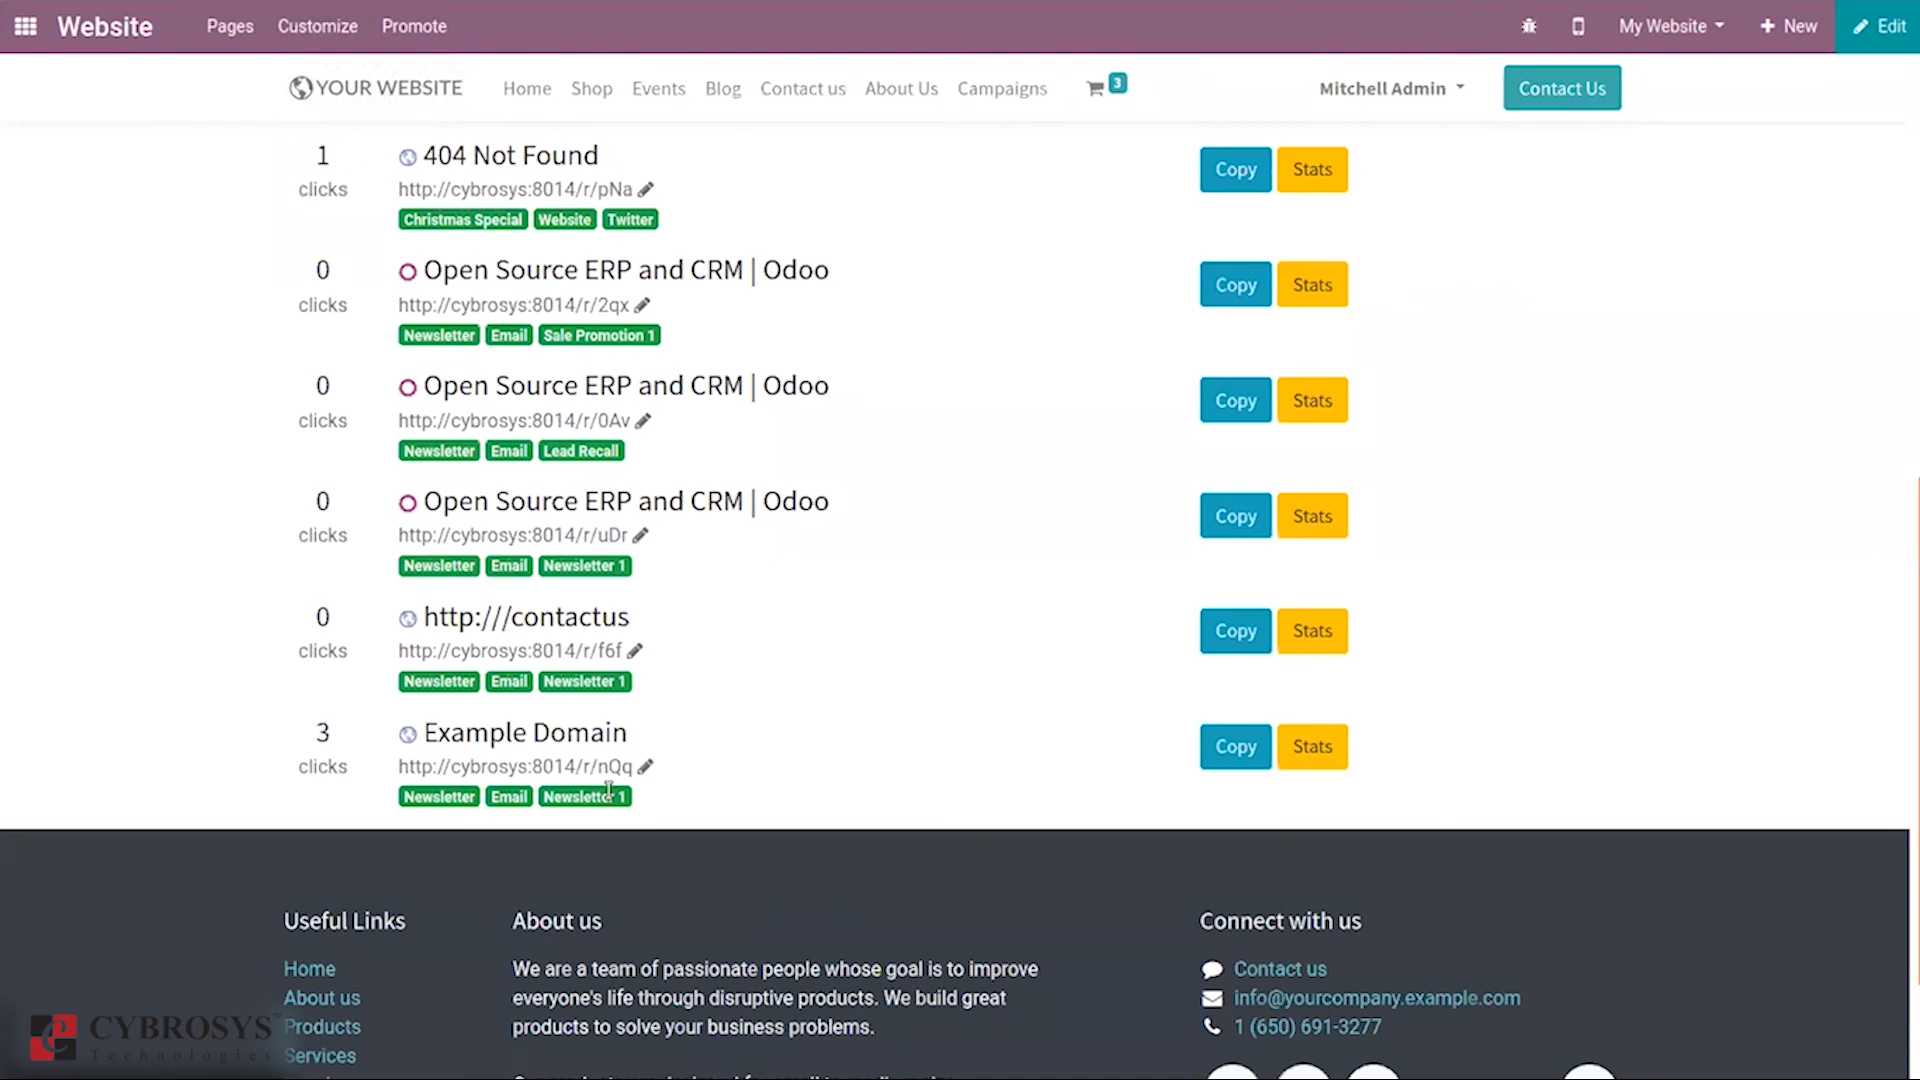 Website Pages Customize Promote My Website + New Edit
YOUR WEBSITE Home Shop Events Blog Contact us About Us Campaigns 3 Mitchell Admin Contact Us
1 404 Not Found
clicks http://cybrosys:8014/r/pNa Copy Stats
Christmas Special Website Twitter
0 Open Source ERP and CRM | Odoo
clicks http://cybrosys:8014/r/2qx Copy Stats
Newsletter Email Sale Promotion 1
0 Open Source ERP and CRM | Odoo
clicks http://cybrosys:8014/r/0Av Copy Stats
Newsletter Email Lead Recall
0 Open Source ERP and CRM | Odoo
clicks http://cybrosys:8014/r/uDr Copy Stats
Newsletter Email Newsletter 1
0 http:///contactus
clicks http://cybrosys:8014/r/f6f Copy Stats
Newsletter Email Newsletter 1
3 Example Domain
clicks http://cybrosys:8014/r/nQq Copy Stats
Newsletter Email Newsletter 1
Useful Links About us Connect with us
Home We are a team of passionate people whose goal is to improve Contact us
About us everyone's life through disruptive products. We build great info@yourcompany.example.com
Products products to solve your business problems. 1 (650) 691-3277
Services
CYBROSYS™
Technologies